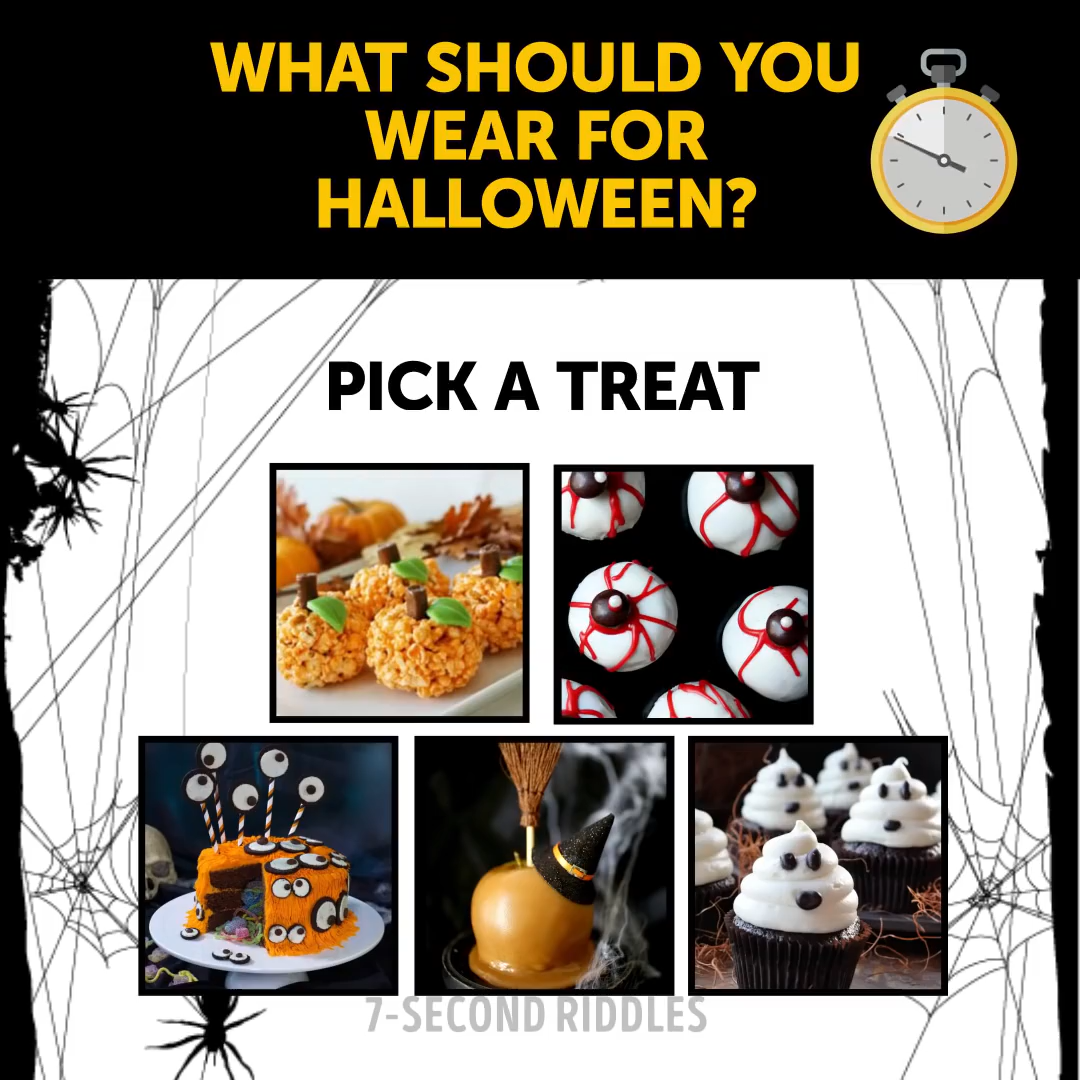 WHAT SHOULD YOU
WEAR FOR
HALLOWEEN?
PICK A TREAT
7-SECOND RIDDLES